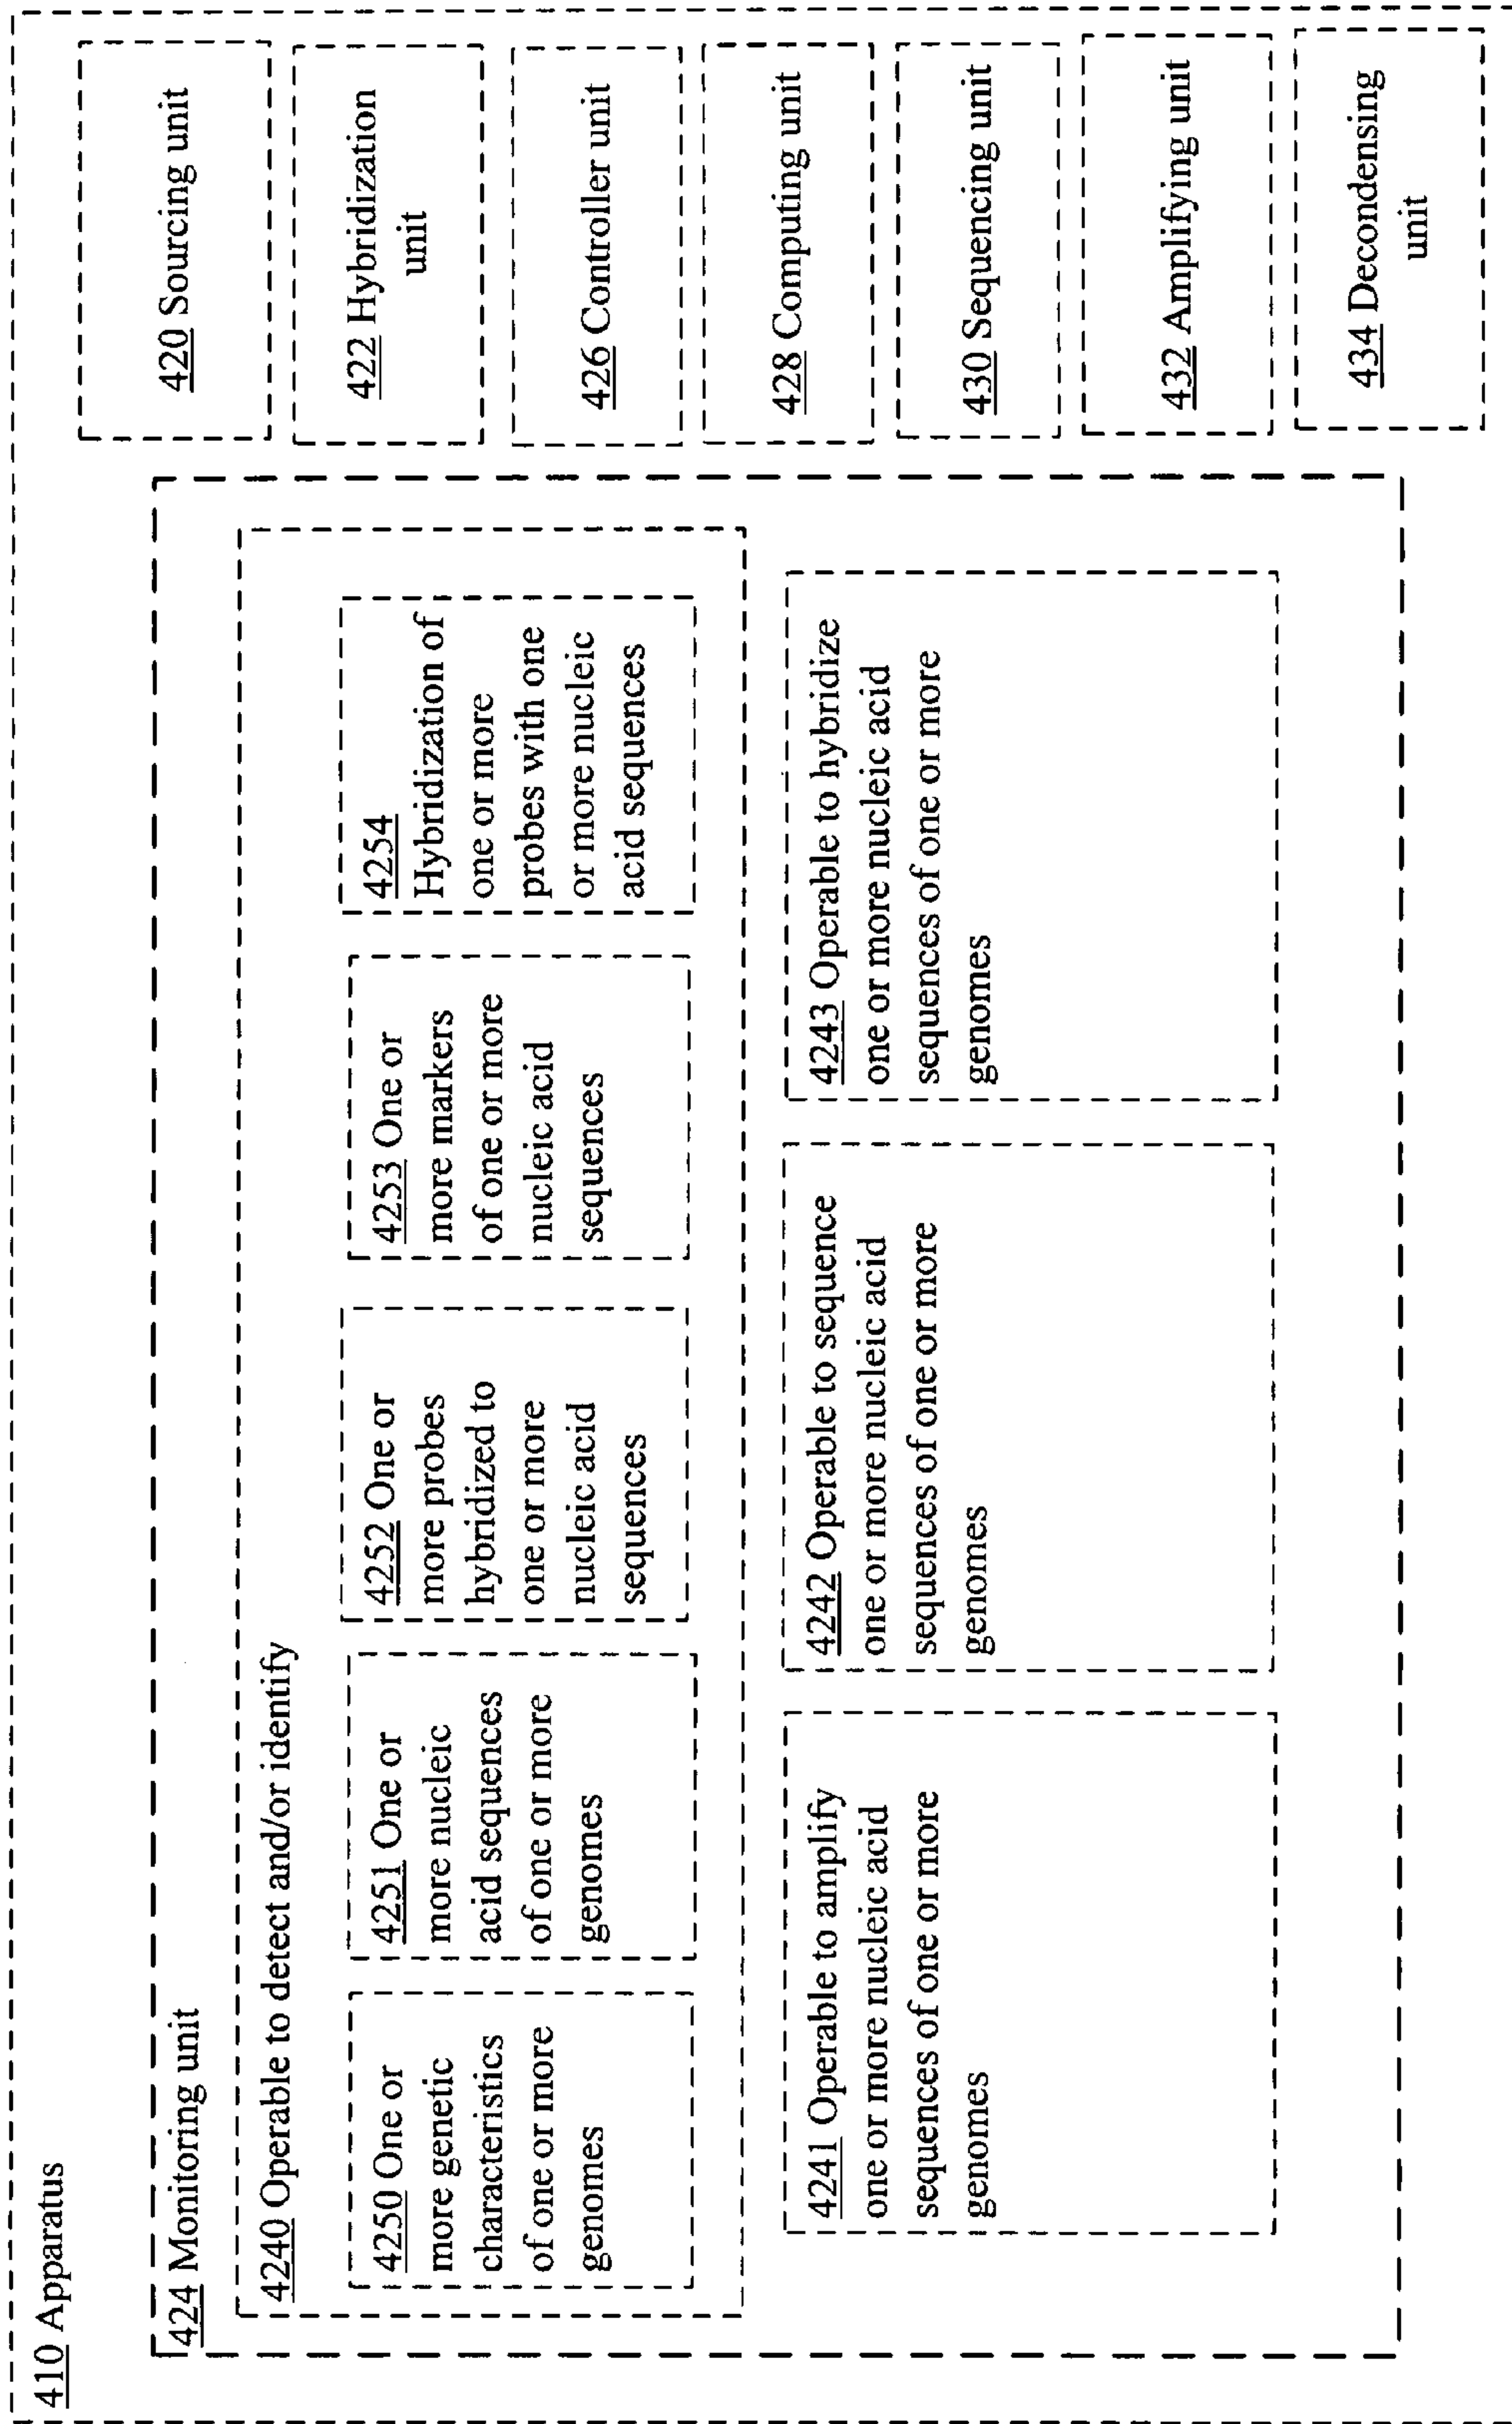 410 Apparatus
424 Monitoring unit
4240 Operable to detect and/or identify
4250 One or
more genetic
characteristics
of one or more
genomes
4251 One or
more nucleic
acid sequences
of one or more
genomes
4252 One or
more probes
hybridized to
one or more
nucleic acid
sequences
4253 One or
more markers
of one or more
nucleic acid
sequences
4254
Hybridization of
one or more
probes with one
or more nucleic
acid sequences
4241 Operable to amplify
one or more nucleic acid
sequences of one or more
genomes
4242 Operable to sequence
one or more nucleic acid
sequences of one or more
genomes
4243 Operable to hybridize
one or more nucleic acid
sequences of one or more
genomes
420 Sourcing unit
422 Hybridization
unit
426 Controller unit
428 Computing unit
430 Sequencing unit
432 Amplifying unit
434 Decondensing
unit